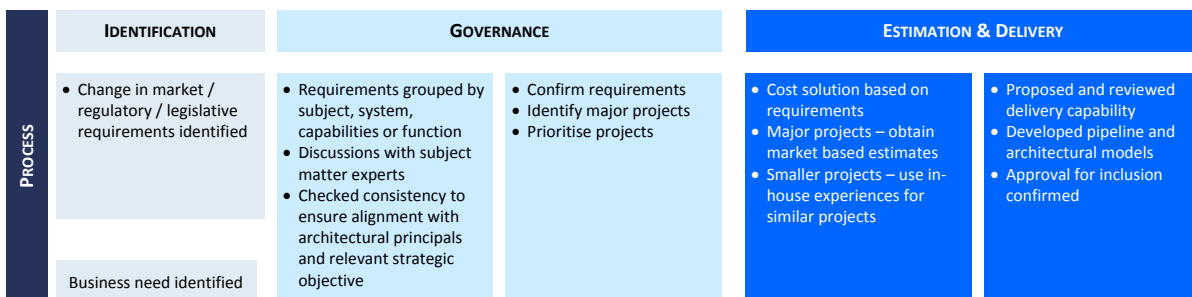 PROCESS
IDENTIFICATION
• Change in market /
regulatory / legislative
requirements identified
Business need identified
GOVERNANCE
• Requirements grouped by
subject, system,
capabilities or function
• Discussions with subject
matter experts
• Checked consistency to
ensure alignment with
architectural principals
and relevant strategic
objective
• Confirm requirements
• Identify major projects
• Prioritise projects
ESTIMATION & DELIVERY
• Cost solution based on
requirements
• Major projects – obtain
market based estimates
• Smaller projects – use in-
house experiences for
similar projects
• Proposed and reviewed
delivery capability
• Developed pipeline and
architectural models
• Approval for inclusion
confirmed